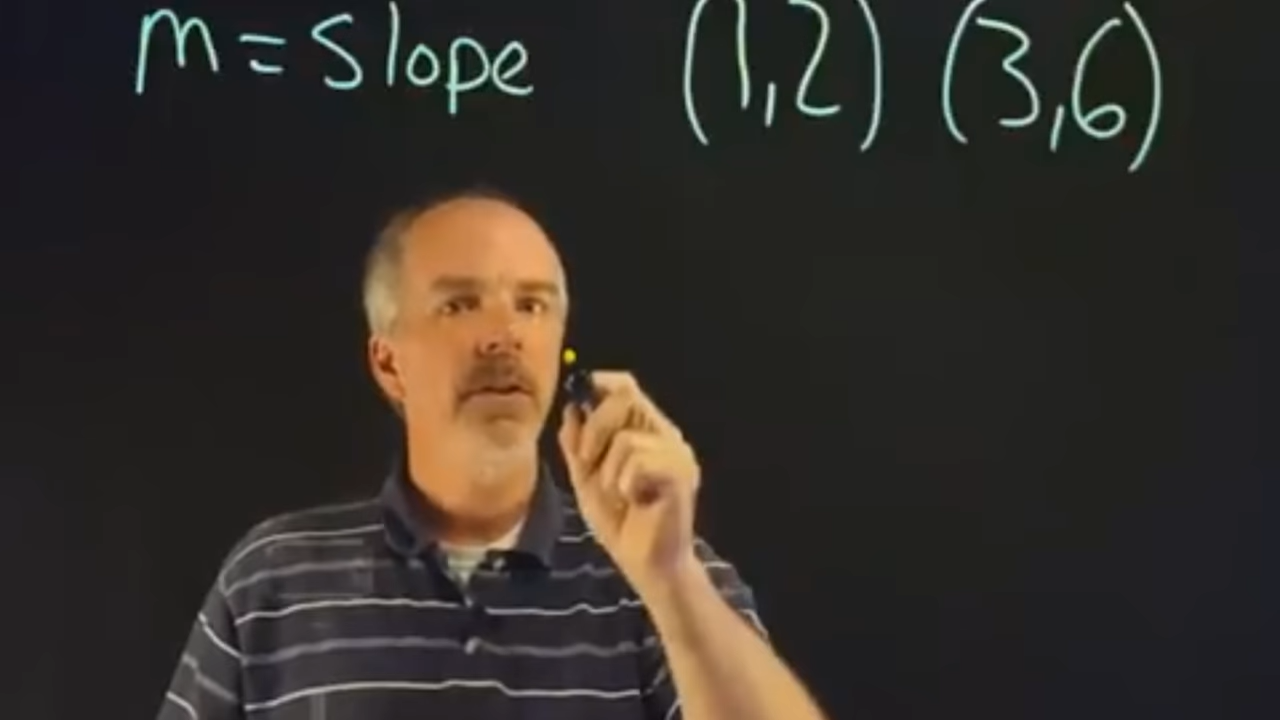 m = slope (1,2) (3,6)